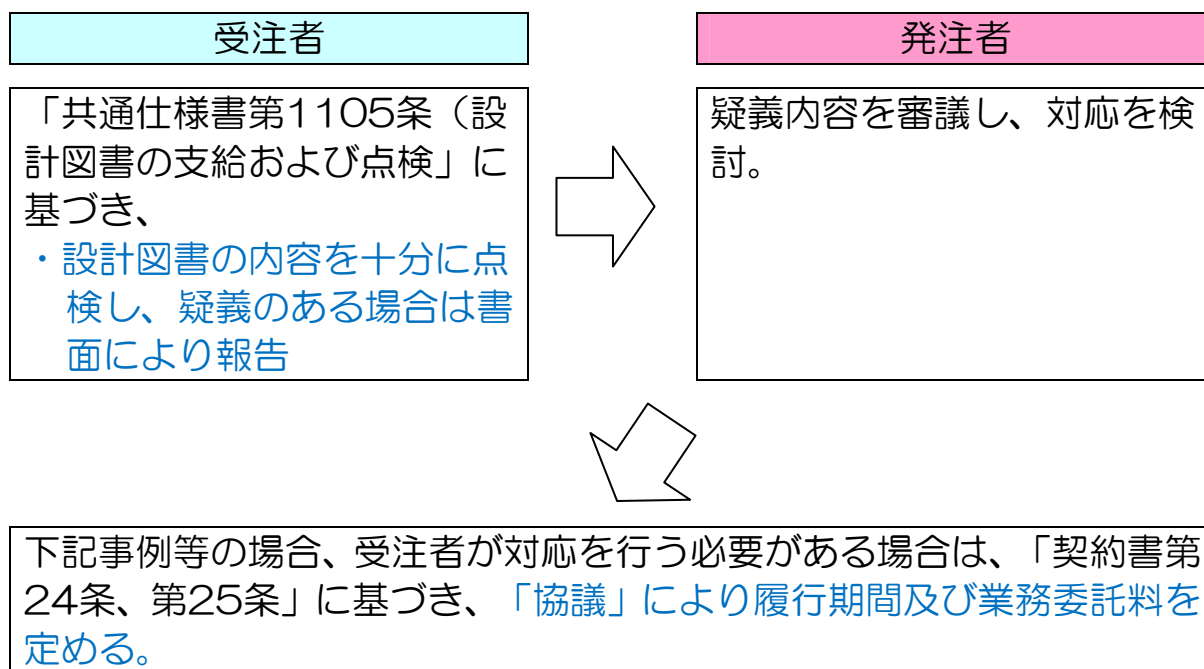 受注者
発注者
「共通仕様書第1105条（設
計図書の支給および点検」に
基づき、
・設計図書の内容を十分に点
検し、疑義のある場合は書
面により報告
疑義内容を審議し、対応を検
討。
下記事例等の場合、受注者が対応を行う必要がある場合は、「契約書第
24条、第25条」に基づき、「協議」により履行期間及び業務委託料を
定める。